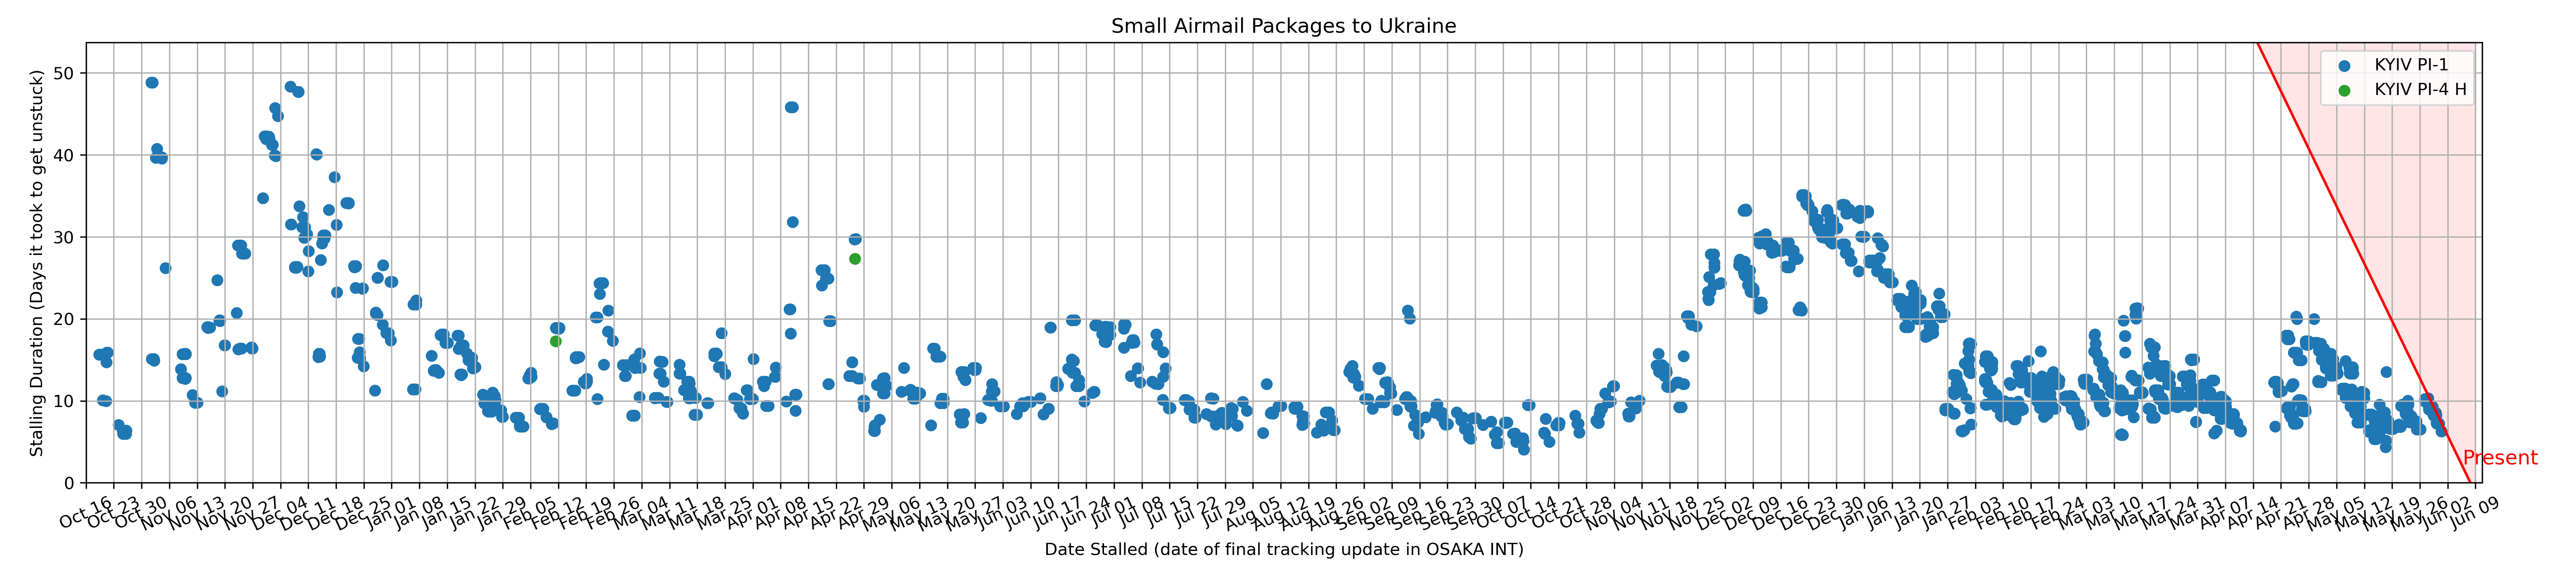 Small Airmail Packages to Ukraine
Stalling Duration (Days it took to get unstuck)
50
40
30
20
10
0
KYIV PI-1
KYIV PI-4 H
Present
Oct 16
Oct 23
Oct 30
Nov 06
Nov 13
Nov 20
Nov 27
Dec 04
Dec 11
Dec 18
Dec 25
Jan 01
Jan 08
Jan 15
Jan 22
Jan 29
Feb 05
Feb 12
Feb 19
Feb 26
Mar 04
Mar 11
Mar 18
Mar 25
Apr 01
Apr 08
Apr 15
Apr 22
Apr 29
May 06
May 13
May 20
May 27
Jun 03
Jun 10
Jun 17
Jun 24
Jul 01
Jul 08
Jul 15
Jul 22
Jul 29
Aug 05
Aug 12
Aug 19
Aug 26
Sep 02
Sep 09
Sep 16
Sep 23
Sep 30
Oct 07
Oct 14
Oct 21
Oct 28
Nov 04
Nov 11
Nov 18
Nov 25
Dec 02
Dec 09
Dec 16
Dec 23
Dec 30
Jan 06
Jan 13
Jan 20
Jan 27
Feb 03
Feb 10
Feb 17
Feb 24
Mar 03
Mar 10
Mar 17
Mar 24
Mar 31
Apr 07
Apr 14
Apr 21
Apr 28
May 05
May 12
May 19
May 26
Jun 02
Jun 09
Date Stalled (date of final tracking update in OSAKA INT)